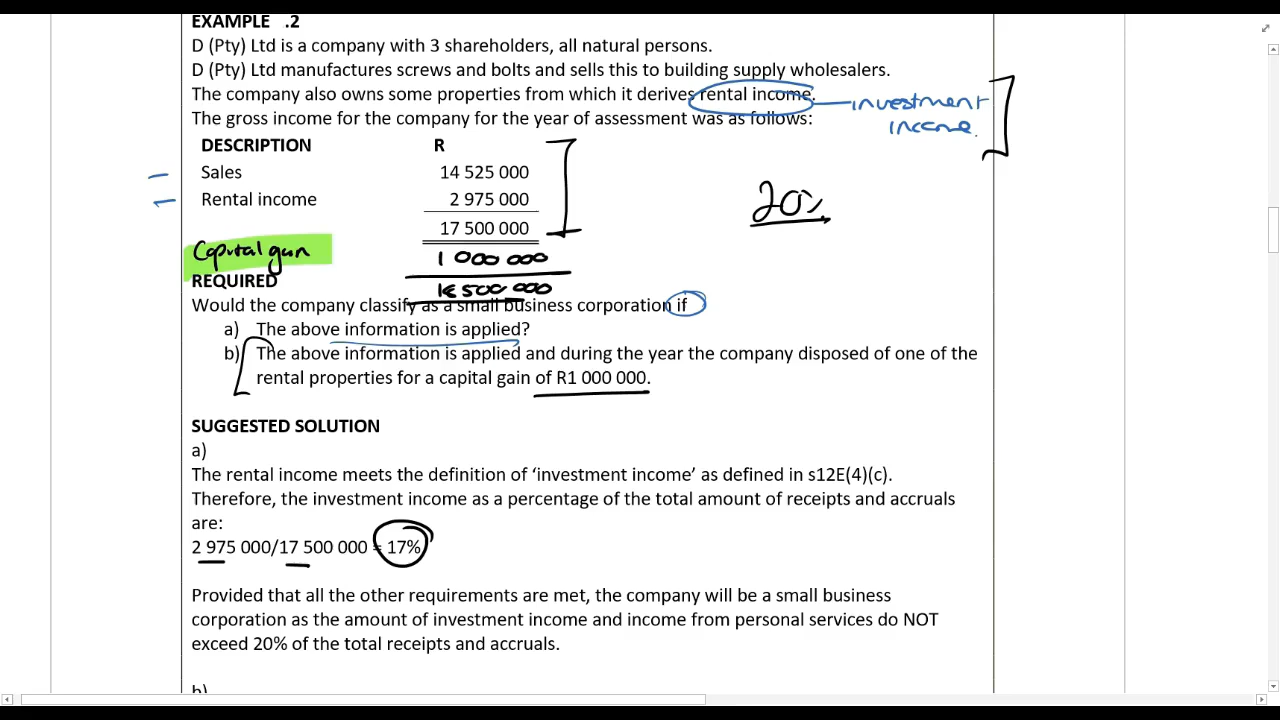 EXAMPLE .2
D (Pty) Ltd is a company with 3 shareholders, all natural persons.
D (Pty) Ltd manufactures screws and bolts and sells this to building supply wholesalers.
The company also owns some properties from which it derives rental income.
investment
income.
The gross income for the company for the year of assessment was as follows:
DESCRIPTION R
Sales 14 525 000
Rental income 2 975 000
20%
17 500 000
Capital gain 1 000 000
REQUIRED
18 500 000
Would the company classify as a small business corporation if
a) The above information is applied?
b) The above information is applied and during the year the company disposed of one of the
rental properties for a capital gain of R1 000 000.
SUGGESTED SOLUTION
a)
The rental income meets the definition of ‘investment income’ as defined in s12E(4)(c).
Therefore, the investment income as a percentage of the total amount of receipts and accruals
are:
2 975 000/17 500 000 = 17%
Provided that all the other requirements are met, the company will be a small business
corporation as the amount of investment income and income from personal services do NOT
exceed 20% of the total receipts and accruals.
b)